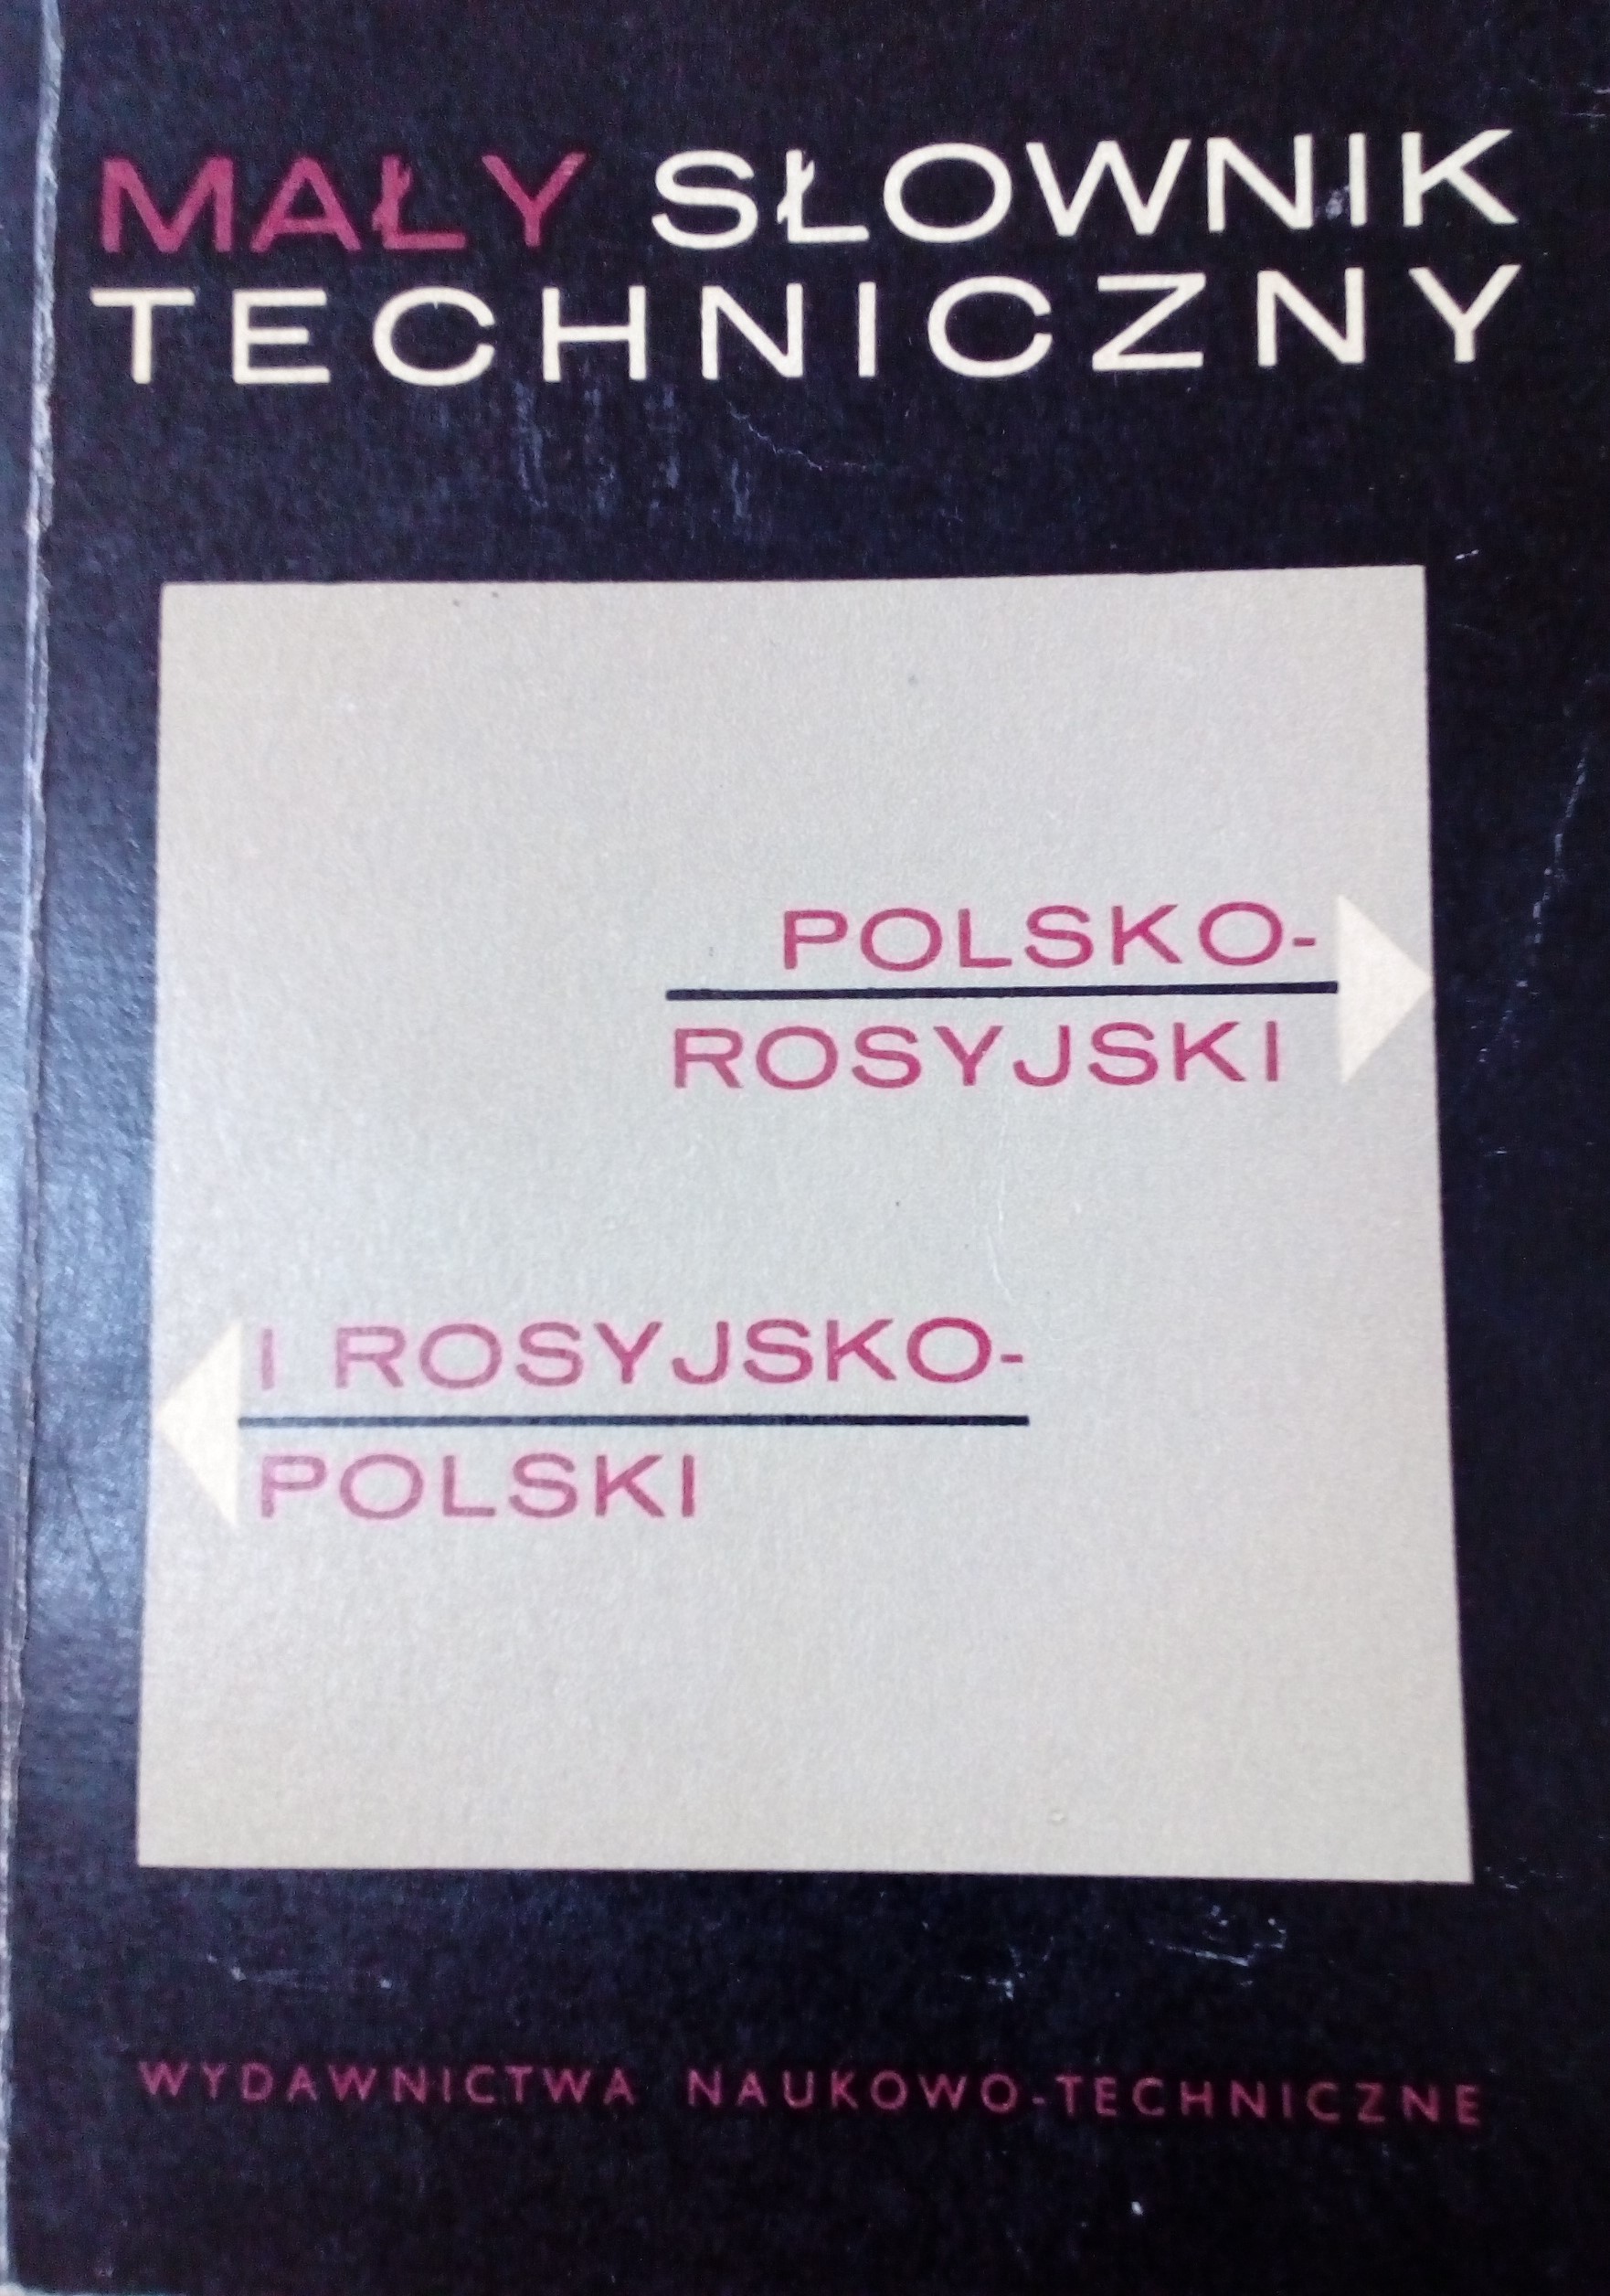 MAŁY SŁOWNIK
TECHNICZNY
POLSKO-
ROSYJSKI
I ROSYJSKO-
POLSKI
WYDAWNICTWA NAUKOWO-TECHNICZNE